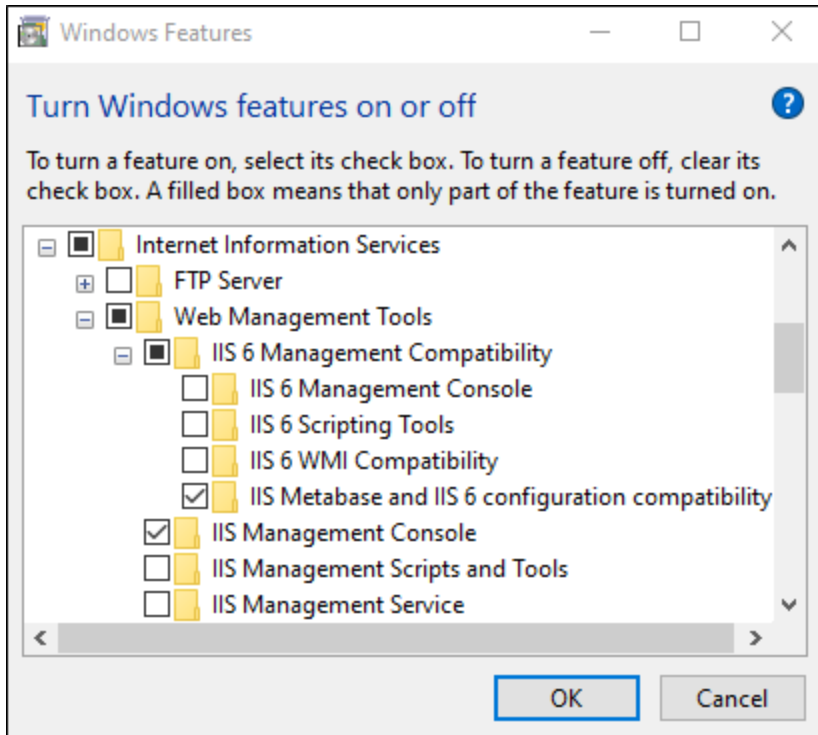 Windows Features
Turn Windows features on or off
?
To turn a feature on, select its check box. To turn a feature off, clear its
check box. A filled box means that only part of the feature is turned on.
Internet Information Services
FTP Server
Web Management Tools
IIS 6 Management Compatibility
IIS 6 Management Console
IIS 6 Scripting Tools
IIS 6 WMI Compatibility
IIS Metabase and IIS 6 configuration compatibility
IIS Management Console
IIS Management Scripts and Tools
IIS Management Service
OK
Cancel